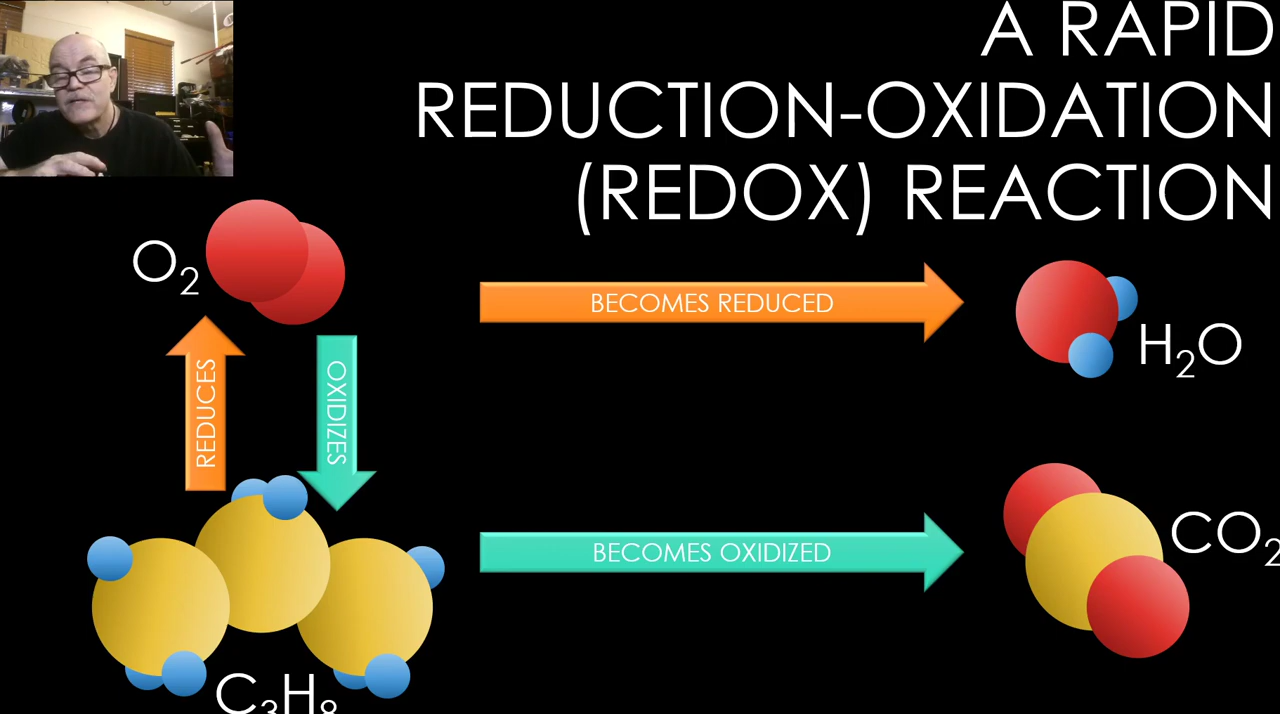 A RAPID
REDUCTION-OXIDATION
(REDOX) REACTION
O₂
BECOMES REDUCED
H₂O
REDUCES
OXIDIZES
BECOMES OXIDIZED
CO₂
C₃H₈